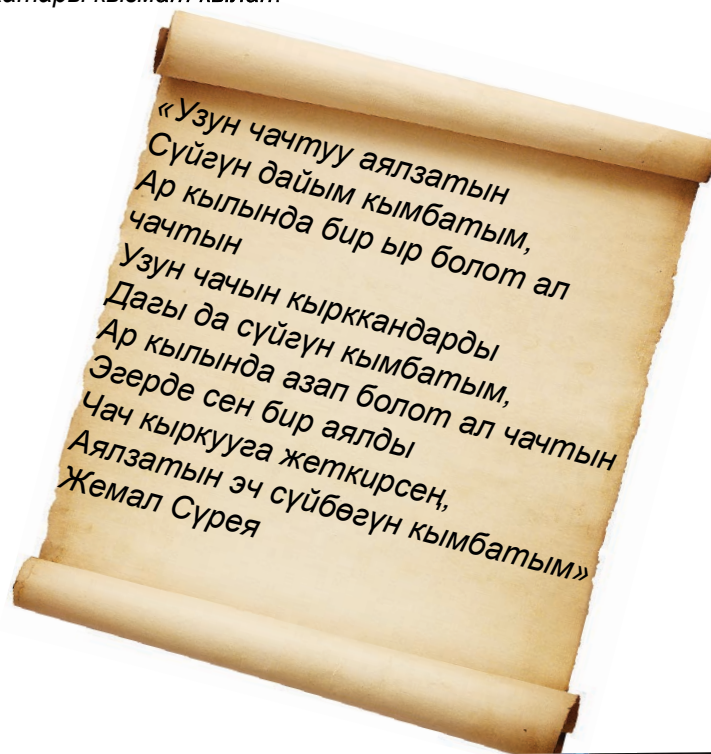 кызмат кылат
«Узун чачтуу аялзатын
Сүйгүн дайым кымбатым,
Ар кылында бир ыр болот ал
чачтын
Узун чачын кырккандарды
Дагы да сүйгүн кымбатым,
Ар кылында азап болот ал чачтын
Эгерде сен бир аялды
Чач кыркууга жеткирсең,
Аялзатын эч сүйбөгүн кымбатым»
Жемал Сүрея